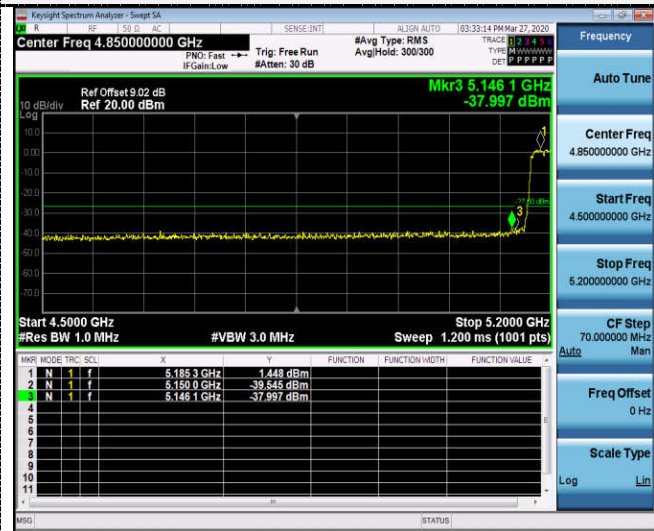 Keysight Spectrum Analyzer - Swept SA
R RF 50 Ω AC SENSE:INT ALIGN AUTO 03:33:14 PM Mar 27, 2020
Center Freq 4.850000000 GHz
PNO: Fast
IFGain:Low
Trig: Free Run
#Atten: 30 dB
#Avg Type: RMS
Avg|Hold: 300/300
TRACE 1 2 3 4 5 6
TYPE M W W W W W
DET P P P P P P
Frequency
Ref Offset 9.02 dB
10 dB/div Ref 20.00 dBm
Log
Mkr3 5.146 1 GHz
-37.997 dBm
10.0
0.00
-10.0
-20.0
-30.0
-40.0
-50.0
-60.0
-70.0
1
3
Start 4.5000 GHz
Stop 5.2000 GHz
#Res BW 1.0 MHz
#VBW 3.0 MHz
Sweep 1.200 ms (1001 pts)
MKR MODE TRC SCL X Y FUNCTION FUNCTION WIDTH FUNCTION VALUE
1 N 1 f 5.185 3 GHz 1.448 dBm
2 N 1 f 5.150 0 GHz -39.545 dBm
3 N 1 f 5.146 1 GHz -37.997 dBm
4
5
6
7
8
9
10
11
MSG
STATUS
Auto Tune
Center Freq
4.850000000 GHz
Start Freq
4.500000000 GHz
Stop Freq
5.200000000 GHz
CF Step
70.000000 MHz
Auto Man
Freq Offset
0 Hz
Scale Type
Log Lin